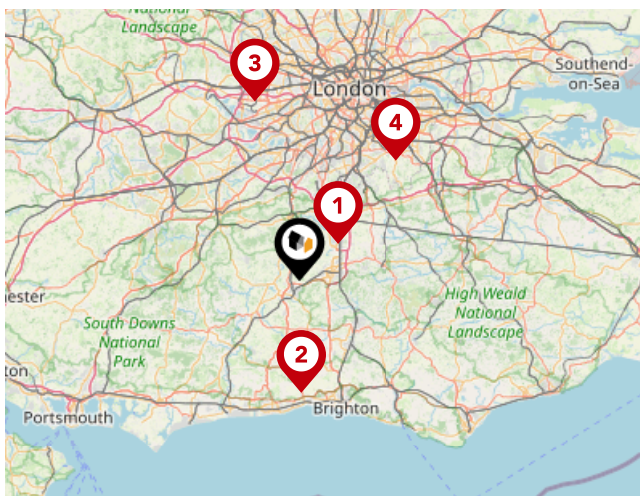 National
Landscape
3
London
Southend-
on-Sea
4
1
ester
High Weald
National
Landscape
South Downs
National
Park
2
ton
Brighton
Portsmouth